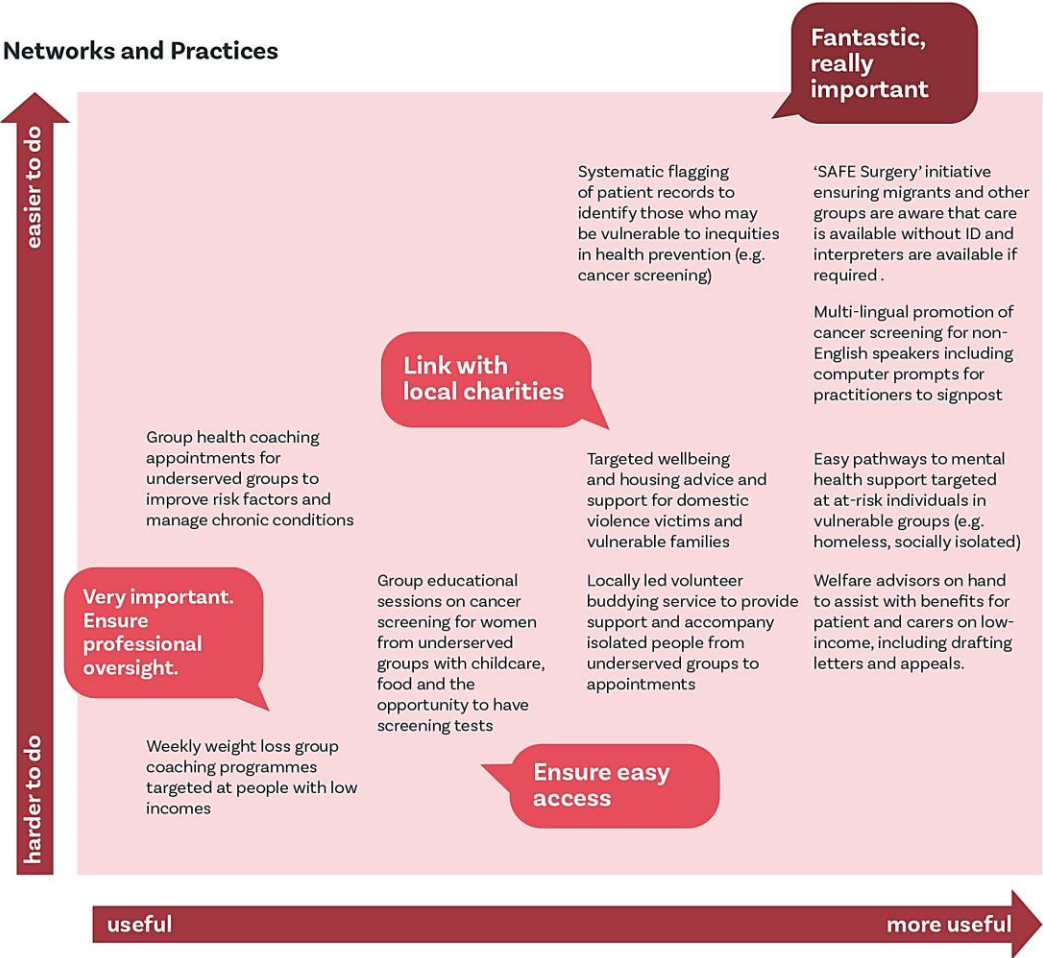 Networks and Practices
Fantastic,
really
important
easier to do
Systematic flagging
of patient records to
identify those who may
be vulnerable to inequities
in health prevention (e.g.
cancer screening)
‘SAFE Surgery’ initiative
ensuring migrants and other
groups are aware that care
is available without ID and
interpreters are available if
required .
Multi-lingual promotion of
cancer screening for non-
English speakers including
computer prompts for
practitioners to signpost
Link with
local charities
Group health coaching
appointments for
underserved groups to
improve risk factors and
manage chronic conditions
Targeted wellbeing
and housing advice and
support for domestic
violence victims and
vulnerable families
Easy pathways to mental
health support targeted
at at-risk individuals in
vulnerable groups (e.g.
homeless, socially isolated)
Very important.
Ensure
professional
oversight.
Group educational
sessions on cancer
screening for women
from underserved
groups with childcare,
food and the
opportunity to have
screening tests
Locally led volunteer
buddying service to provide
support and accompany
isolated people from
underserved groups to
appointments
Welfare advisors on hand
to assist with benefits for
patient and carers on low-
income, including drafting
letters and appeals.
Weekly weight loss group
coaching programmes
targeted at people with low
incomes
Ensure easy
access
harder to do
useful
more useful